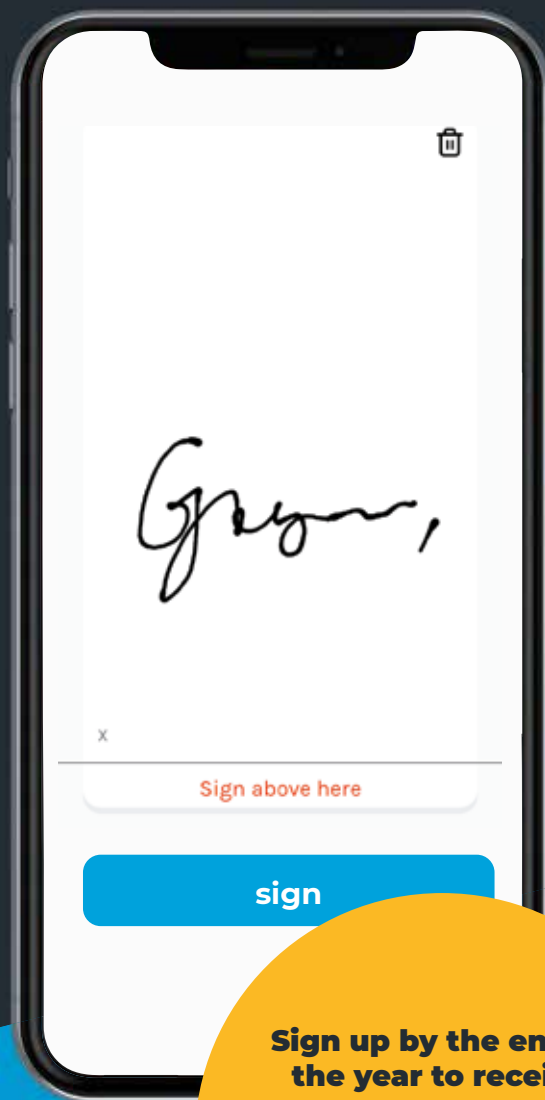 x
Sign above here
sign
Sign up by the en
the year to recei